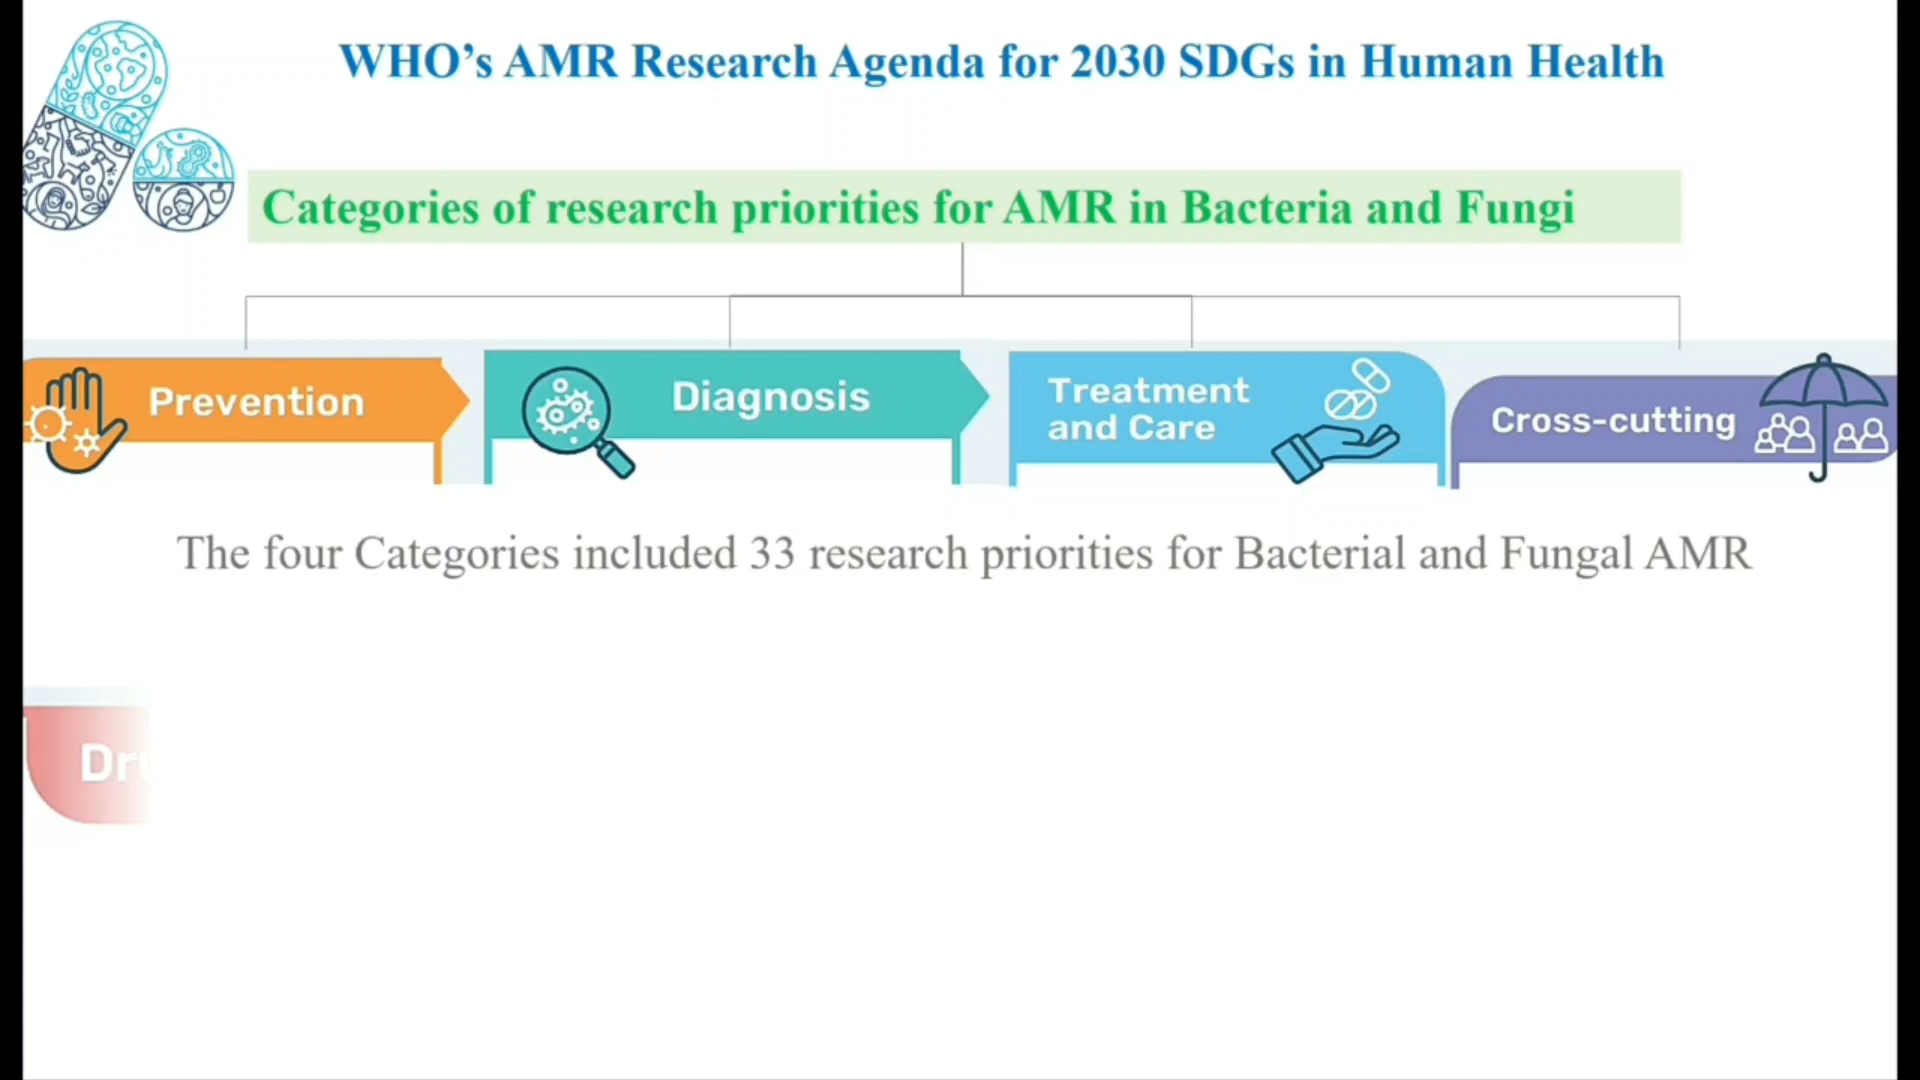 WHO’s AMR Research Agenda for 2030 SDGs in Human Health
Categories of research priorities for AMR in Bacteria and Fungi
Prevention
Diagnosis
Treatment
and Care
Cross-cutting
The four Categories included 33 research priorities for Bacterial and Fungal AMR